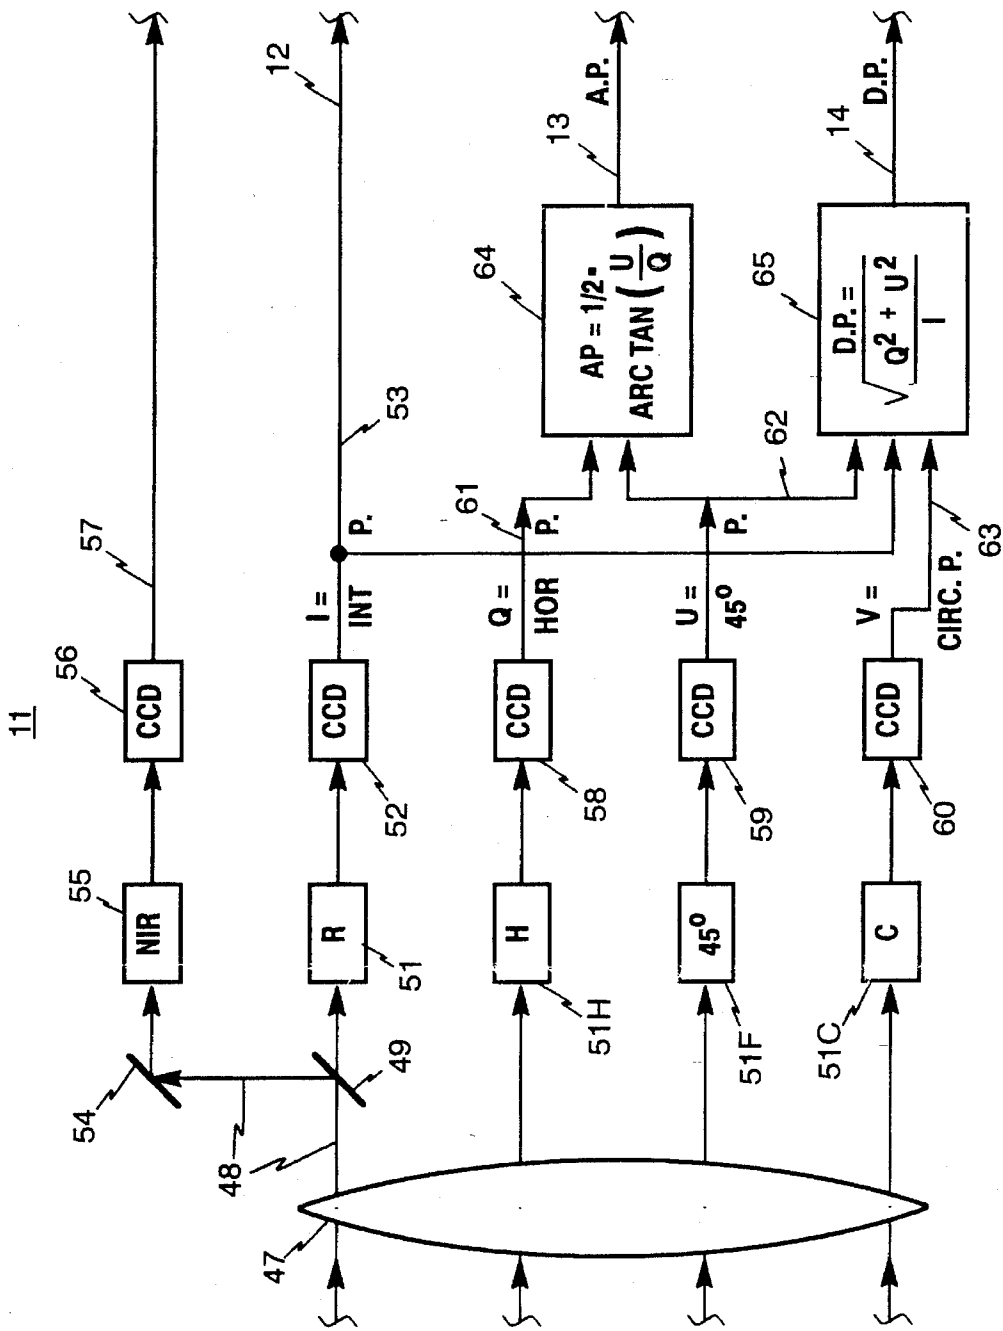 11
54
55
56
57
NIR
CCD
48
12
47
49
R
CCD
I =
INT
P.
53
51
52
H
CCD
Q =
HOR
P.
61
64
13
51H
58
AP = 1/2•
ARC TAN (U/Q)
A.P.
45°
CCD
U =
45°
P.
62
65
14
51F
59
C
CCD
V =
CIRC. P.
D.P. =
√Q² + U²
I
D.P.
51C
60
63